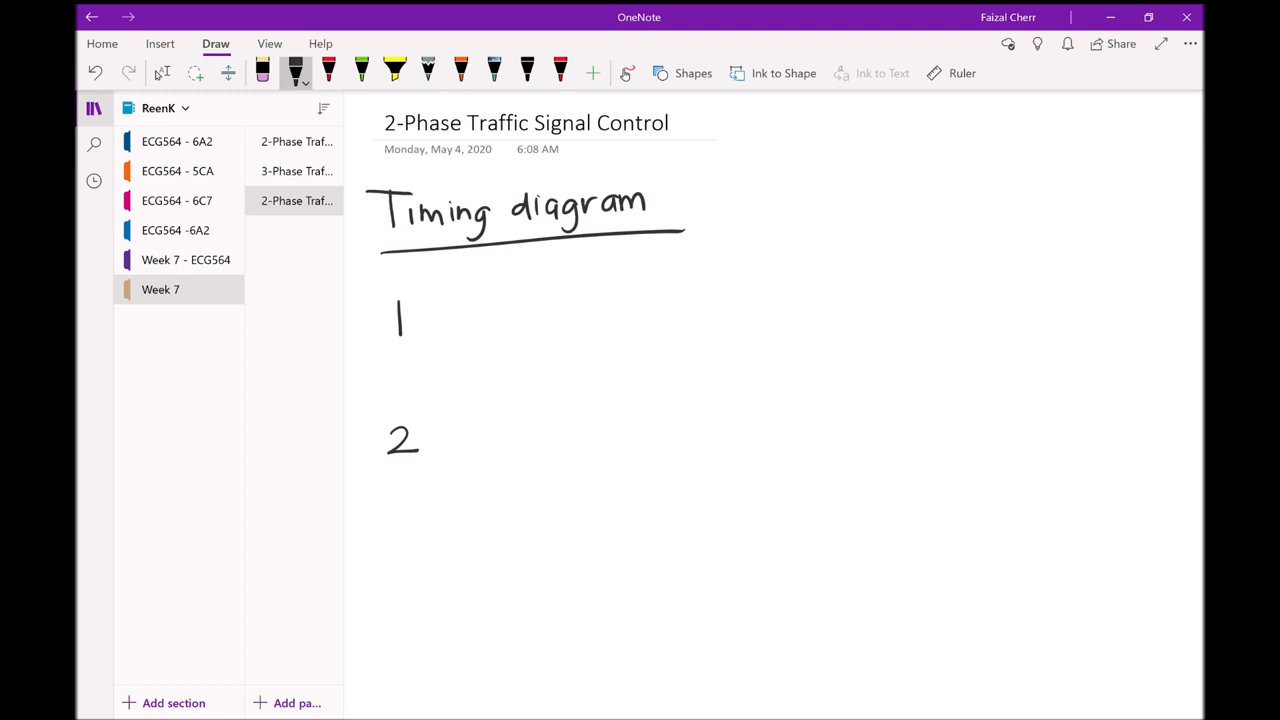 OneNote
Faizal Cherr
Home Insert Draw View Help
Share
Shapes
Ink to Shape
Ink to Text
Ruler
ReenK
ECG564 - 6A2
ECG564 - 5CA
ECG564 - 6C7
ECG564 -6A2
Week 7 - ECG564
Week 7
2-Phase Traf...
3-Phase Traf...
2-Phase Traf...
Add section
Add pa...
2-Phase Traffic Signal Control
Monday, May 4, 2020 6:08 AM
Timing diagram
1
2